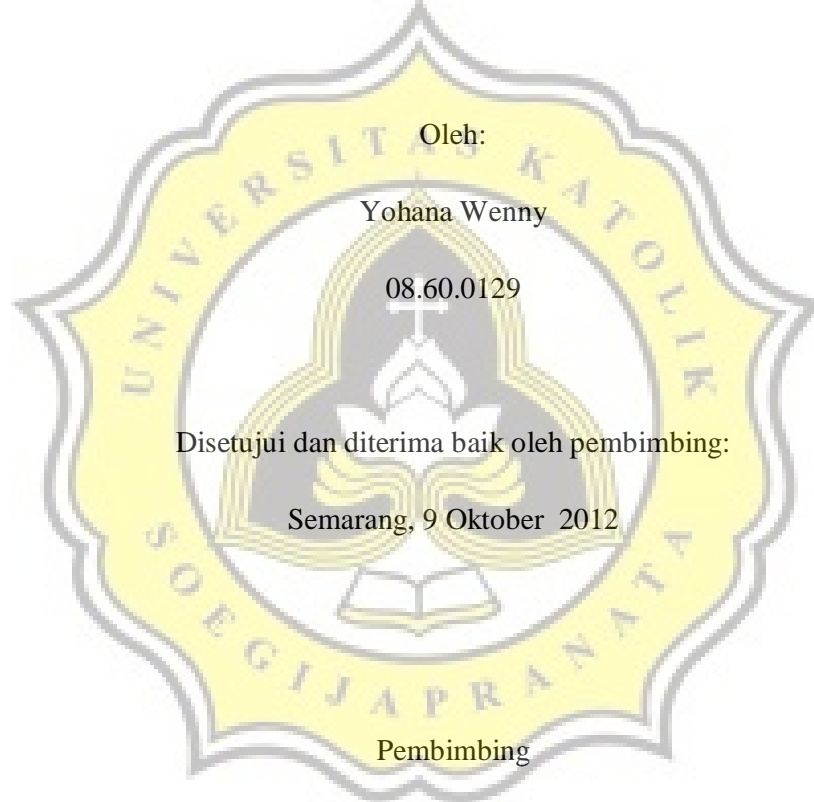 Oleh:
Yohana Wenny
08.60.0129
Disetujui dan diterima baik oleh pembimbing:
Semarang, 9 Oktober 2012
Pembimbing
UNIVERSITAS KATOLIK
SOEGIJAPRANATA